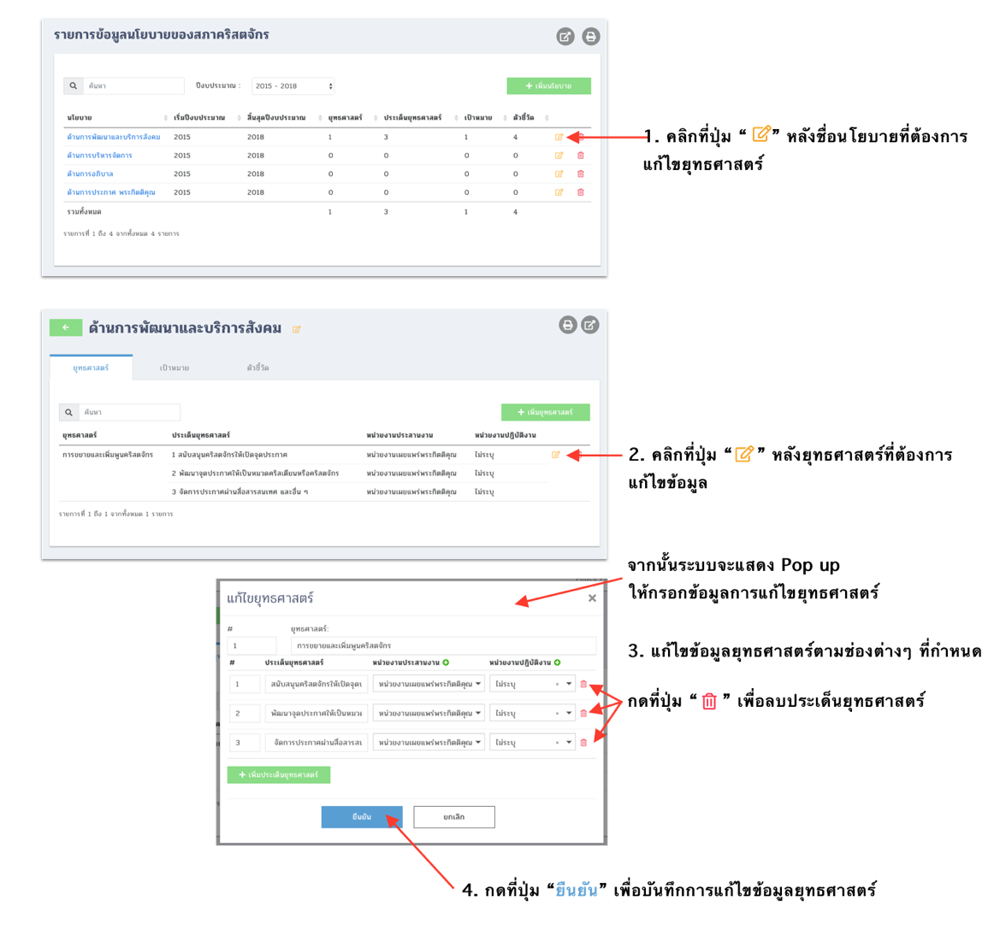 รายการข้อมูลนโยบายของสภาคริสตจักร
ค้นหา ปีงบประมาณ : 2015 - 2018 + เพิ่มนโยบาย
นโยบาย เริ่มปีงบประมาณ สิ้นสุดปีงบประมาณ ยุทธศาสตร์ ประเด็นยุทธศาสตร์ เป้าหมาย ตัวชี้วัด
ด้านการพัฒนาและบริการสังคม 2015 2018 1 3 1 4
ด้านการบริหารจัดการ 2015 2018 0 0 0 0
ด้านการอภิบาล 2015 2018 0 0 0 0
ด้านการประกาศ พระกิตติคุณ 2015 2018 0 0 0 0
รวมทั้งหมด 1 3 1 4
รายการที่ 1 ถึง 4 จากทั้งหมด 4 รายการ
1. คลิกที่ปุ่ม “ ” หลังชื่อนโยบายที่ต้องการ
แก้ไขยุทธศาสตร์
ด้านการพัฒนาและบริการสังคม
ยุทธศาสตร์ เป้าหมาย ตัวชี้วัด
ค้นหา + เพิ่มยุทธศาสตร์
ยุทธศาสตร์ ประเด็นยุทธศาสตร์ หน่วยงานประสานงาน หน่วยงานปฏิบัติงาน
การขยายและเพิ่มพูนคริสตจักร 1 สนับสนุนคริสตจักรให้เปิดจุดประกาศ หน่วยงานเผยแพร่พระกิตติคุณ ไม่ระบุ
2 พัฒนาจุดประกาศให้เป็นหมวดคริสเตียนหรือคริสตจักร หน่วยงานเผยแพร่พระกิตติคุณ ไม่ระบุ
3 จัดการประกาศผ่านสื่อสารสนเทศ และอื่น ๆ หน่วยงานเผยแพร่พระกิตติคุณ ไม่ระบุ
รายการที่ 1 ถึง 1 จากทั้งหมด 1 รายการ
2. คลิกที่ปุ่ม “ ” หลังยุทธศาสตร์ที่ต้องการ
แก้ไขข้อมูล
จากนั้นระบบจะแสดง Pop up
ให้กรอกข้อมูลการแก้ไขยุทธศาสตร์
แก้ไขยุทธศาสตร์ ×
# ยุทธศาสตร์:
1 การขยายและเพิ่มพูนคริสตจักร
# ประเด็นยุทธศาสตร์ หน่วยงานประสานงาน หน่วยงานปฏิบัติงาน
1 สนับสนุนคริสตจักรให้เปิดจุดเ หน่วยงานเผยแพร่พระกิตติคุณ ไม่ระบุ ×
2 พัฒนาจุดประกาศให้เป็นหมวเ หน่วยงานเผยแพร่พระกิตติคุณ ไม่ระบุ ×
3 จัดการประกาศผ่านสื่อสารสเ หน่วยงานเผยแพร่พระกิตติคุณ ไม่ระบุ ×
+ เพิ่มประเด็นยุทธศาสตร์
ยืนยัน ยกเลิก
3. แก้ไขข้อมูลยุทธศาสตร์ตามช่องต่างๆ ที่กำหนด
กดที่ปุ่ม “ ” เพื่อลบประเด็นยุทธศาสตร์
4. กดที่ปุ่ม “ยืนยัน” เพื่อบันทึกการแก้ไขข้อมูลยุทธศาสตร์